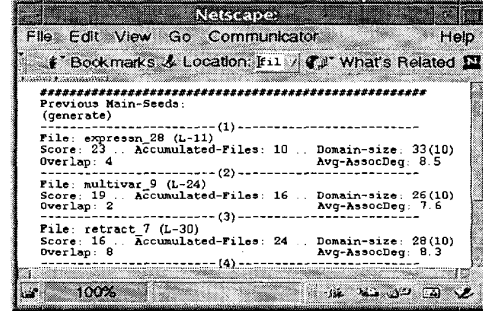 Netscape:
File Edit View Go Communicator Help
Bookmarks Location: fil What's Related
####################################################
Previous Main-Seeds:
(generate)
------------------------(1)------------------------
File: expressn_28 (L-11)
Score: 23 .. Accumulated-Files: 10 .. Domain-size: 33(10)
Overlap: 4 Avg-AssocDeg: 8.5
------------------------(2)------------------------
File: multivar_9 (L-24)
Score: 19 .. Accumulated-Files: 16 .. Domain-size: 26(10)
Overlap: 2 Avg-AssocDeg: 7.6
------------------------(3)------------------------
File: retract_7 (L-30)
Score: 16 .. Accumulated-Files: 24 .. Domain-size: 28(10)
Overlap: 8 Avg-AssocDeg: 8.3
------------------------(4)------------------------
100%